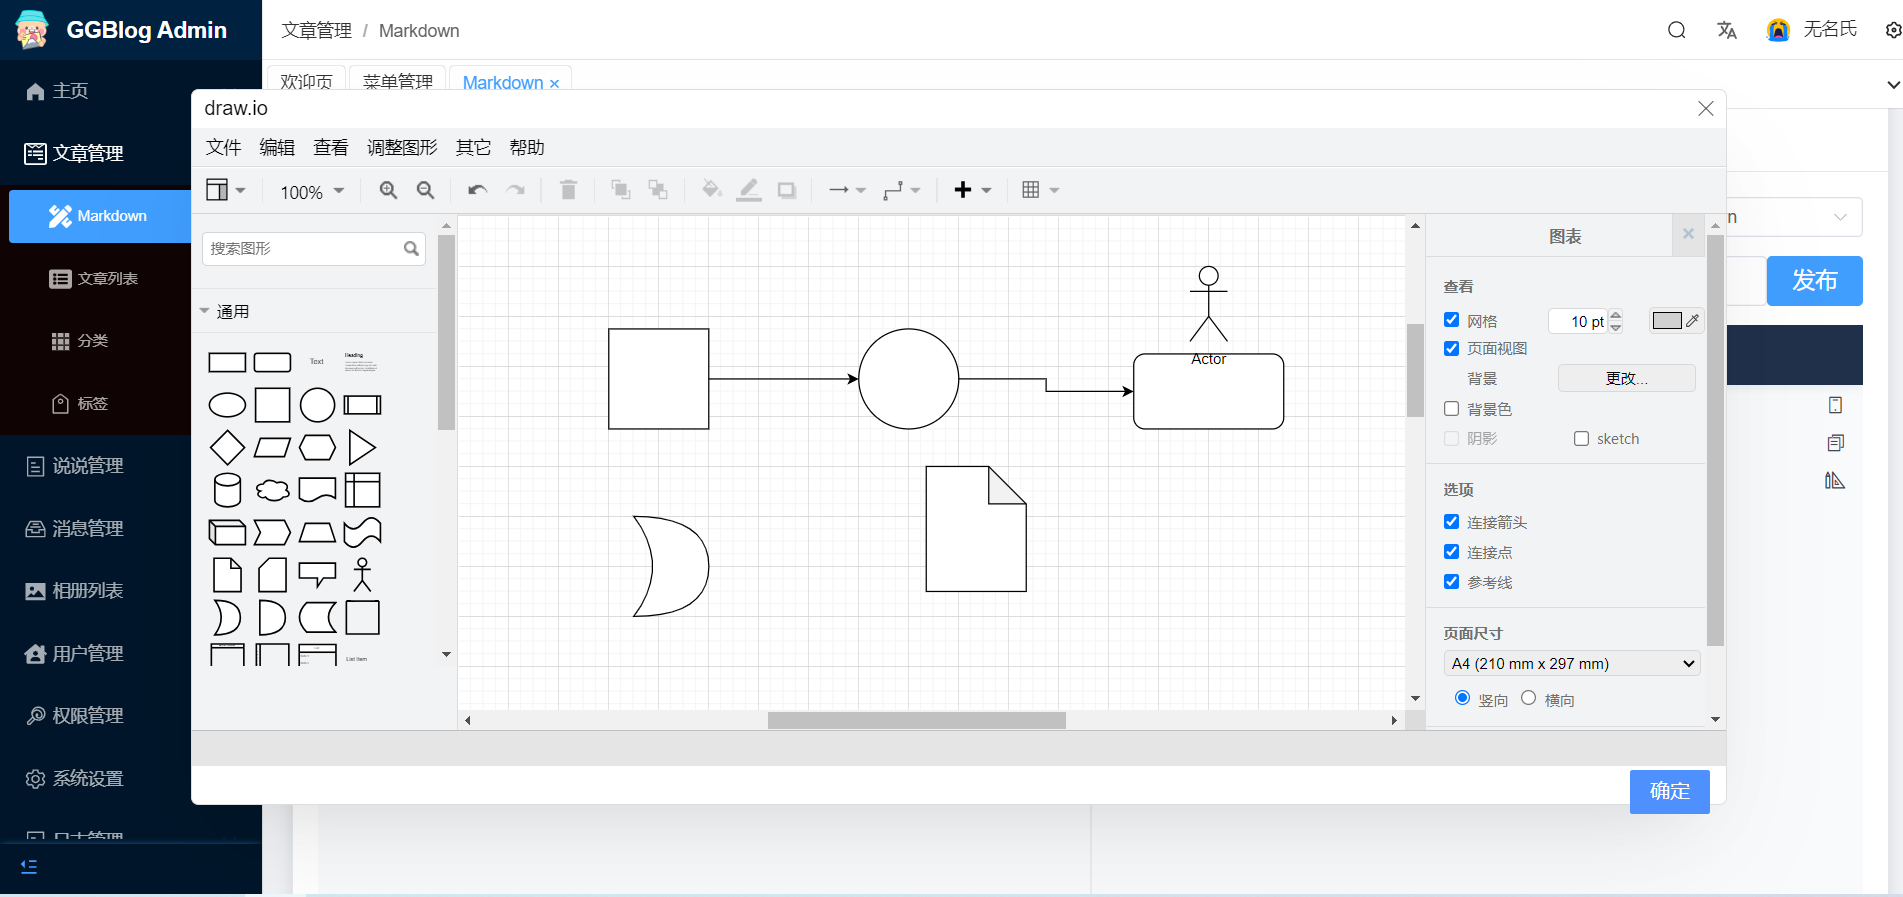 GGBlog Admin
文章管理 / Markdown
无名氏
主页
文章管理
Markdown
文章列表
分类
标签
说说管理
消息管理
相册列表
用户管理
权限管理
系统设置
日志管理
欢迎页
菜单管理
Markdown ×
draw.io
文件 编辑 查看 调整图形 其它 帮助
100%
搜索图形
通用
Text
Heading
List Item
Actor
图表
查看
网格 10 pt
页面视图
背景 更改...
背景色
阴影 sketch
选项
连接箭头
连接点
参考线
页面尺寸
A4 (210 mm x 297 mm)
竖向 横向
确定
n
发布